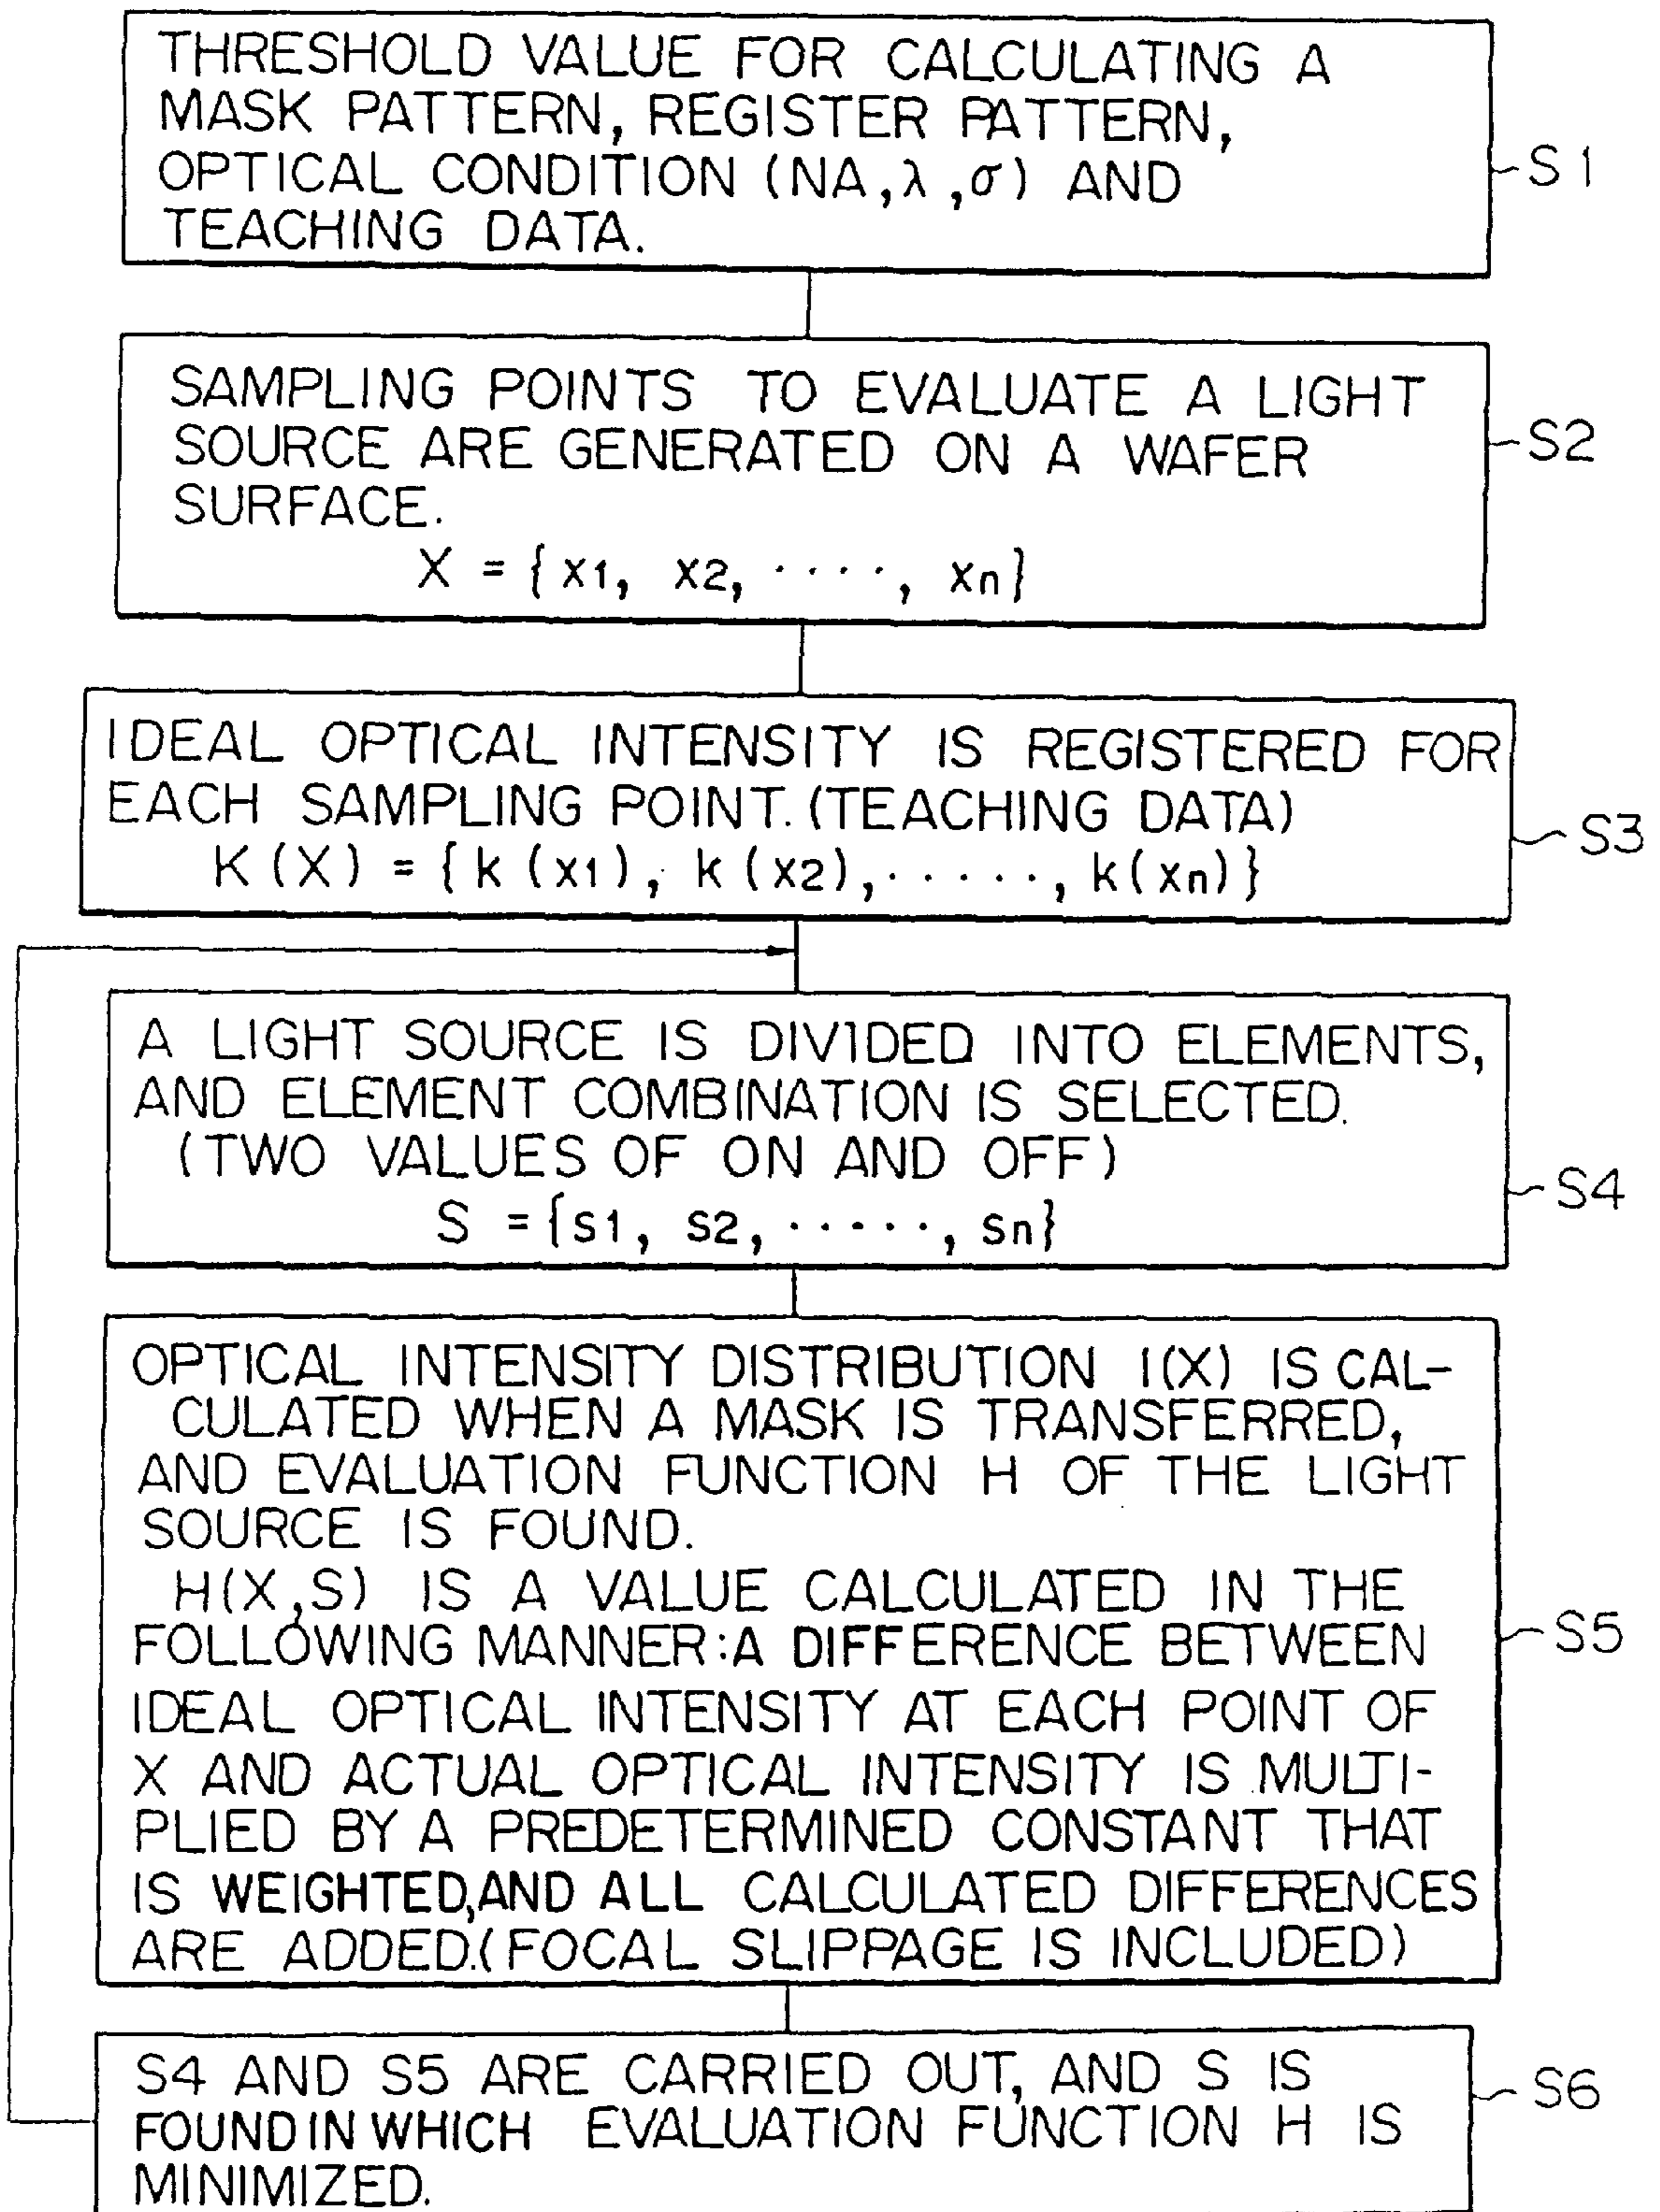 THRESHOLD VALUE FOR CALCULATING A
MASK PATTERN, REGISTER PATTERN,
OPTICAL CONDITION (NA, λ, σ) AND
TEACHING DATA.
S1
SAMPLING POINTS TO EVALUATE A LIGHT
SOURCE ARE GENERATED ON A WAFER
SURFACE.
X = { x1, x2, ····, xn}
S2
IDEAL OPTICAL INTENSITY IS REGISTERED FOR
EACH SAMPLING POINT. (TEACHING DATA)
K (X) = { k (x1), k (x2), ·····, k(xn) }
S3
A LIGHT SOURCE IS DIVIDED INTO ELEMENTS,
AND ELEMENT COMBINATION IS SELECTED.
(TWO VALUES OF ON AND OFF)
S = {s1, s2, ·····, sn}
S4
OPTICAL INTENSITY DISTRIBUTION I(X) IS CAL-
CULATED WHEN A MASK IS TRANSFERRED,
AND EVALUATION FUNCTION H OF THE LIGHT
SOURCE IS FOUND.
H(X,S) IS A VALUE CALCULATED IN THE
FOLLOWING MANNER:A DIFFERENCE BETWEEN
IDEAL OPTICAL INTENSITY AT EACH POINT OF
X AND ACTUAL OPTICAL INTENSITY IS MULTI-
PLIED BY A PREDETERMINED CONSTANT THAT
IS WEIGHTED,AND ALL CALCULATED DIFFERENCES
ARE ADDED.(FOCAL SLIPPAGE IS INCLUDED)
S5
S4 AND S5 ARE CARRIED OUT, AND S IS
FOUND IN WHICH EVALUATION FUNCTION H IS
MINIMIZED.
S6